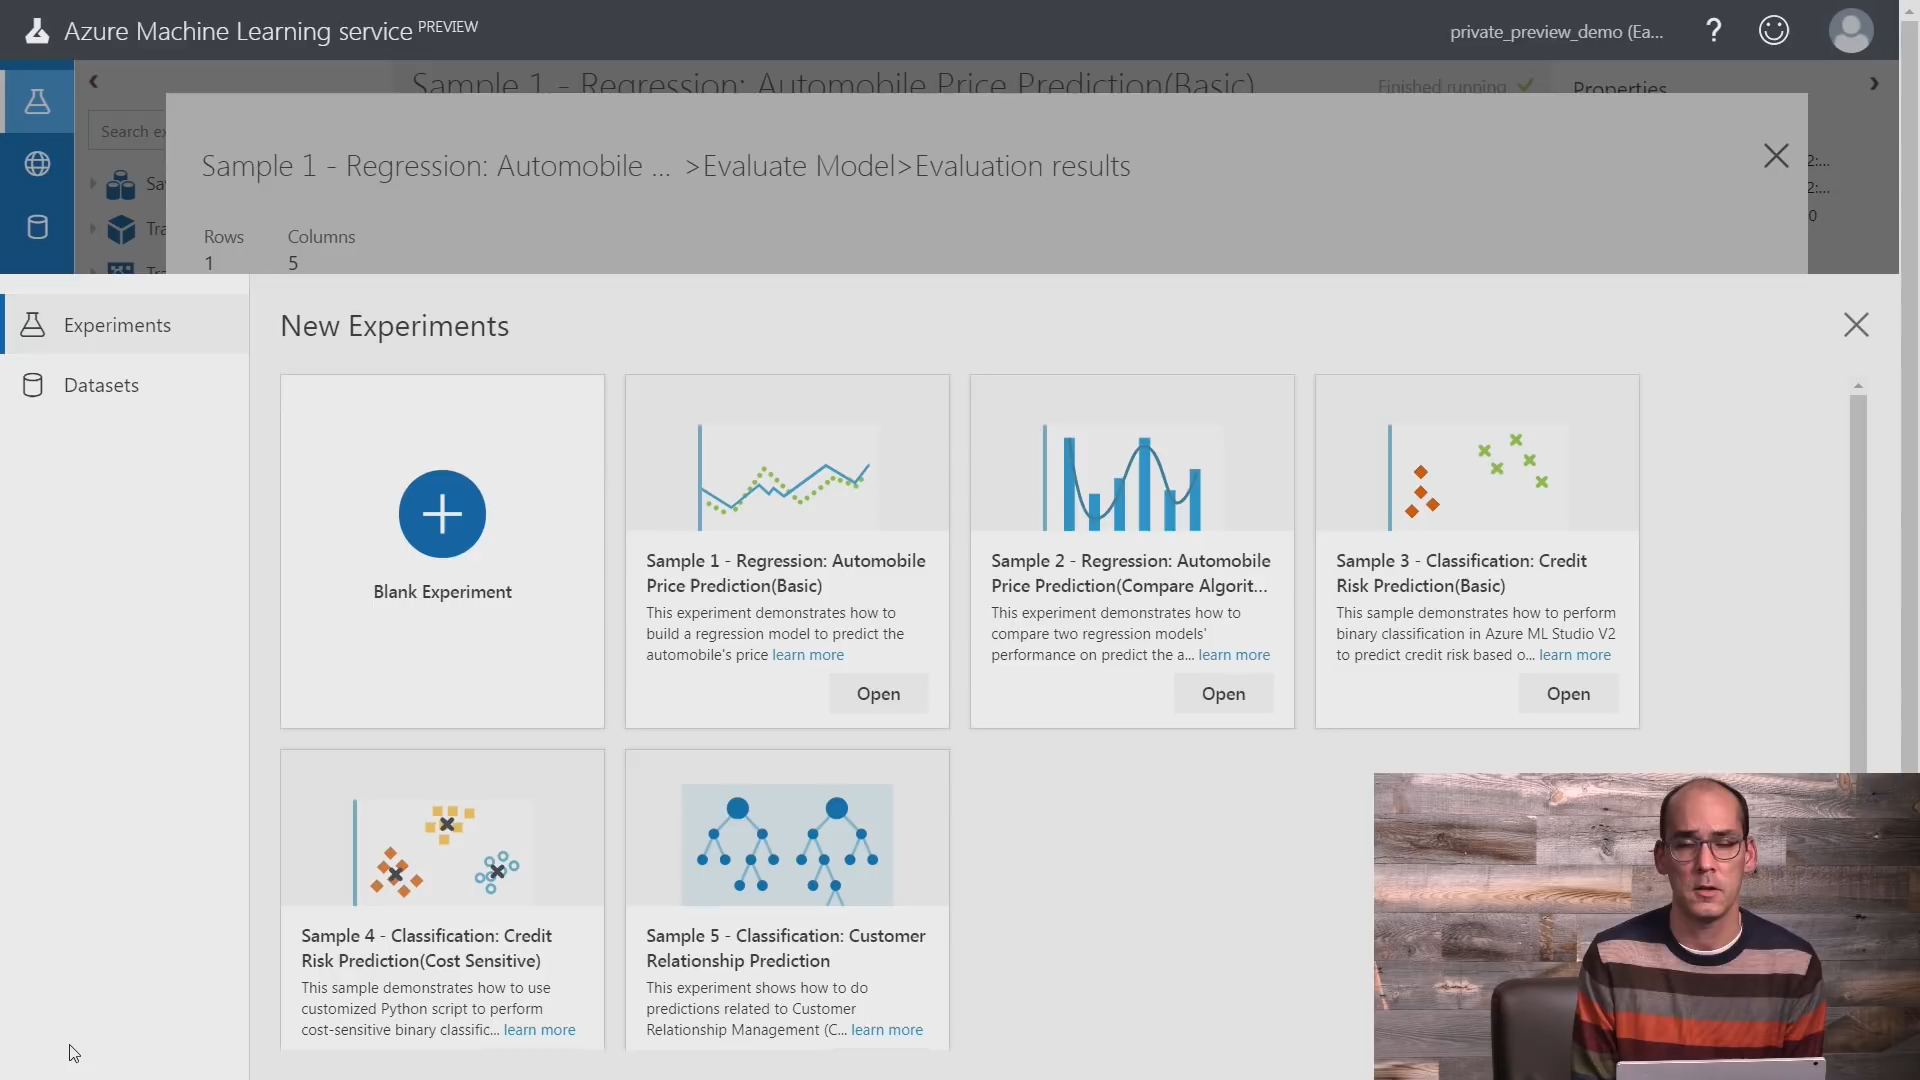 Azure Machine Learning service PREVIEW
private_preview_demo (Ea...
?
Sample 1 - Regression: Automobile Price Prediction(Basic)
Finished running
Properties
Search ex
Sample 1 - Regression: Automobile ... >Evaluate Model>Evaluation results
2:...
2:...
0
Sav
Tra
Rows
Columns
1
5
Experiments
Datasets
New Experiments
Blank Experiment
Sample 1 - Regression: Automobile
Price Prediction(Basic)
This experiment demonstrates how to
build a regression model to predict the
automobile's price learn more
Open
Sample 2 - Regression: Automobile
Price Prediction(Compare Algorit...
This experiment demonstrates how to
compare two regression models'
performance on predict the a... learn more
Open
Sample 3 - Classification: Credit
Risk Prediction(Basic)
This sample demonstrates how to perform
binary classification in Azure ML Studio V2
to predict credit risk based o... learn more
Open
Sample 4 - Classification: Credit
Risk Prediction(Cost Sensitive)
This sample demonstrates how to use
customized Python script to perform
cost-sensitive binary classific... learn more
Sample 5 - Classification: Customer
Relationship Prediction
This experiment shows how to do
predictions related to Customer
Relationship Management (C... learn more